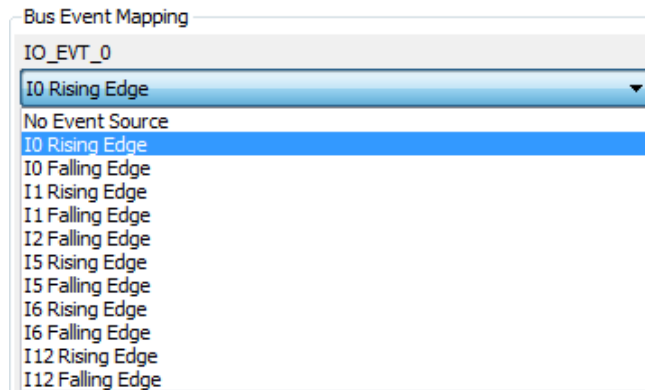 Bus Event Mapping
IO_EVT_0
I0 Rising Edge
No Event Source
I0 Rising Edge
I0 Falling Edge
I1 Rising Edge
I1 Falling Edge
I2 Falling Edge
I5 Rising Edge
I5 Falling Edge
I6 Rising Edge
I6 Falling Edge
I12 Rising Edge
I12 Falling Edge